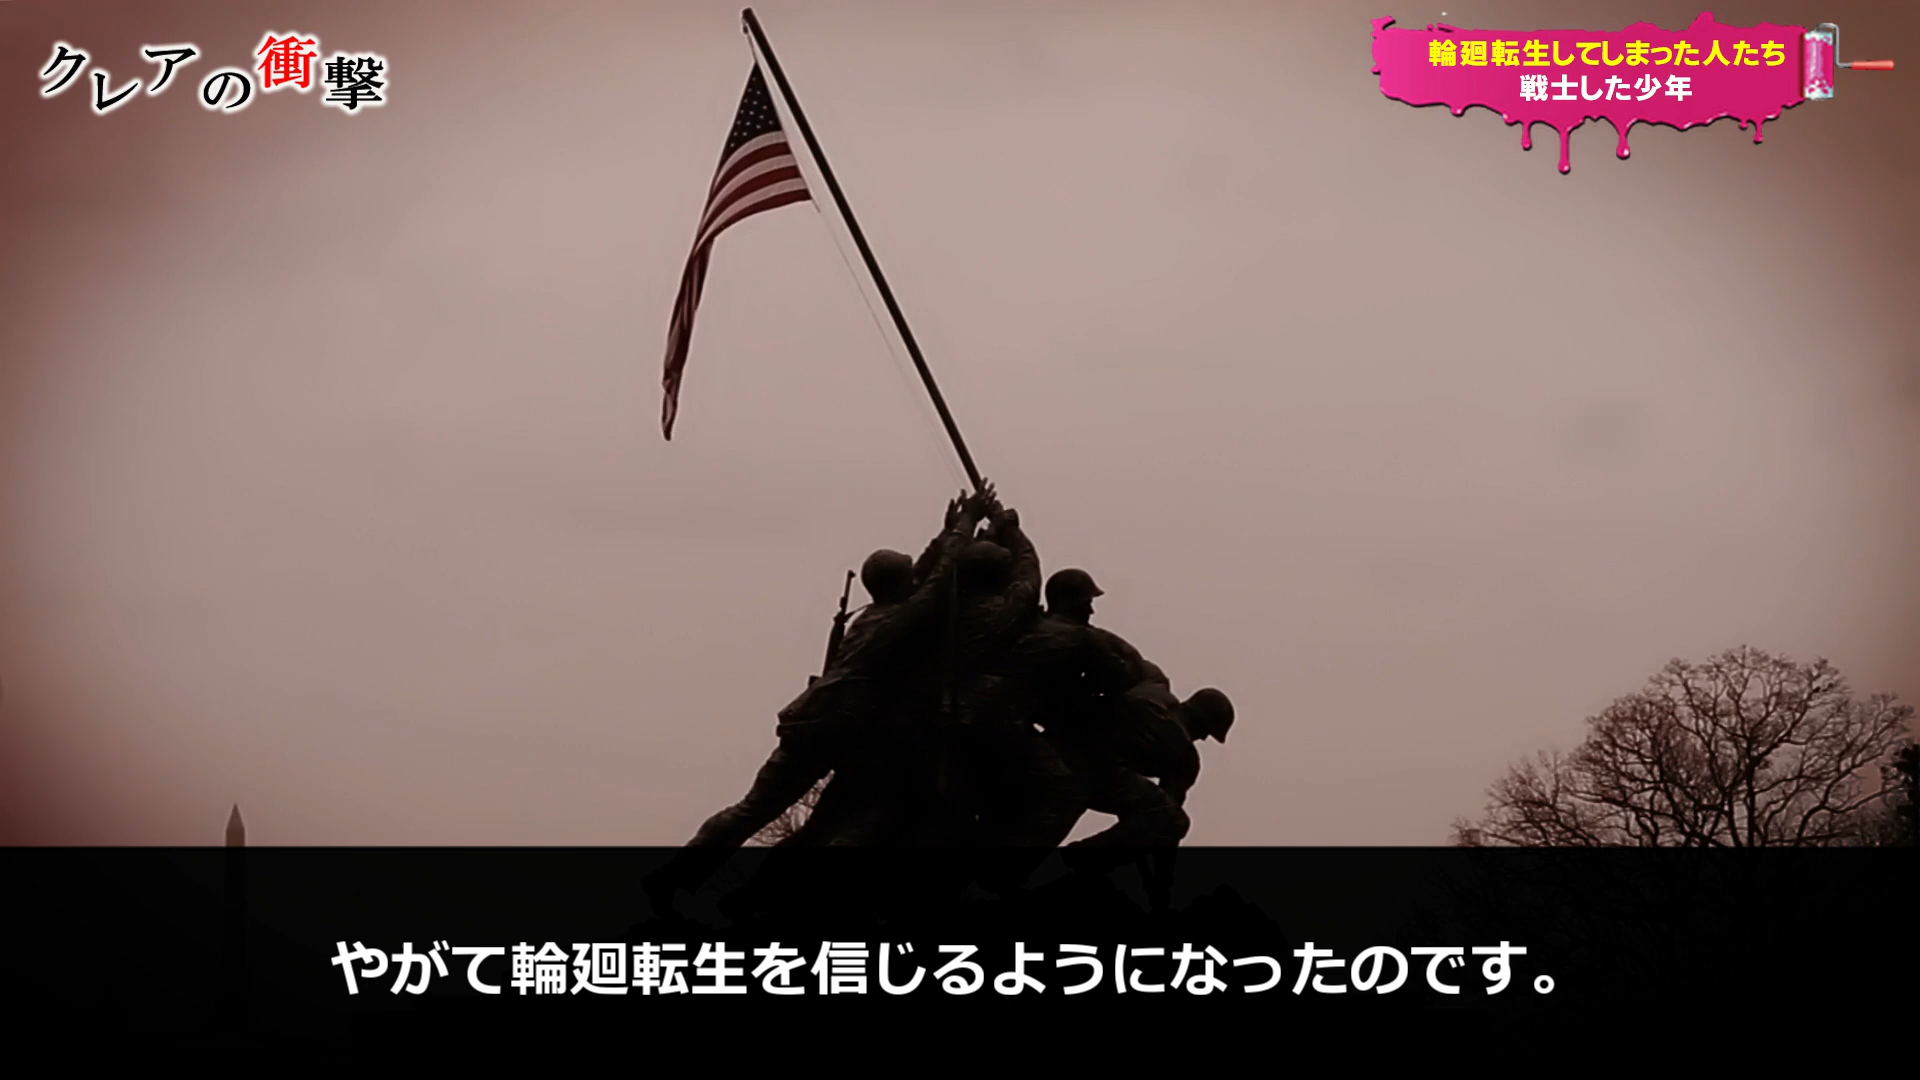 クレアの衝撃
輪廻転生してしまった人たち
戦士した少年
やがて輪廻転生を信じるようになったのです。